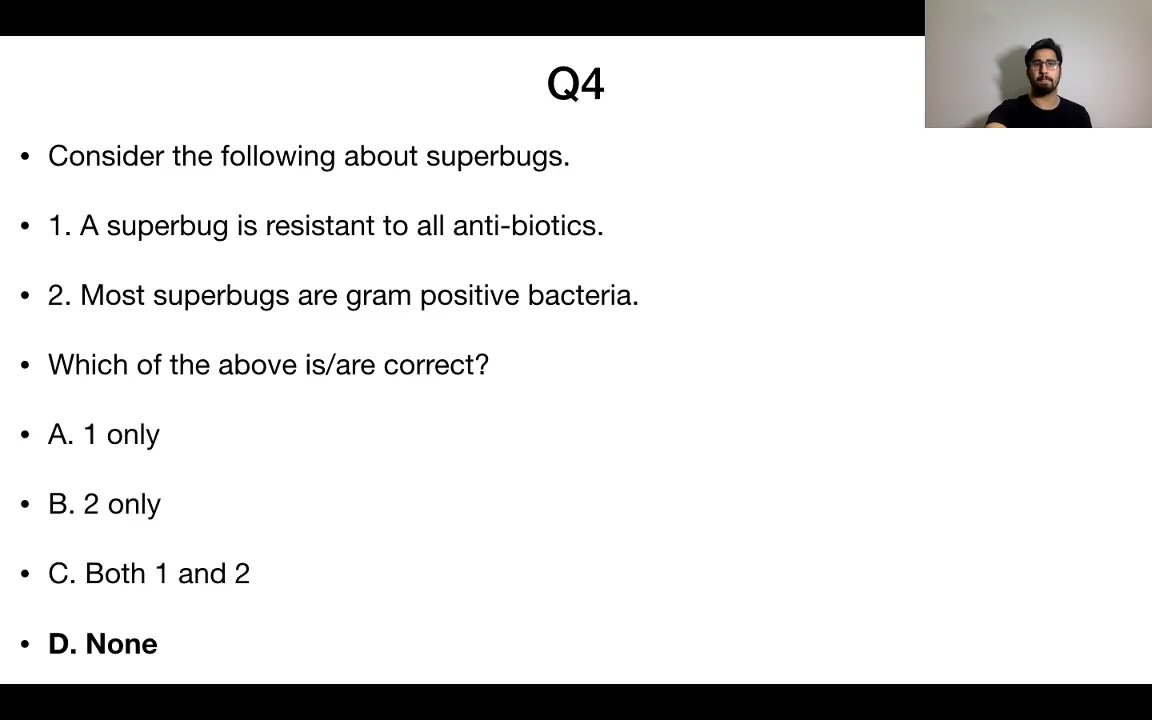 Q4
• Consider the following about superbugs.
• 1. A superbug is resistant to all anti-biotics.
• 2. Most superbugs are gram positive bacteria.
• Which of the above is/are correct?
• A. 1 only
• B. 2 only
• C. Both 1 and 2
• D. None